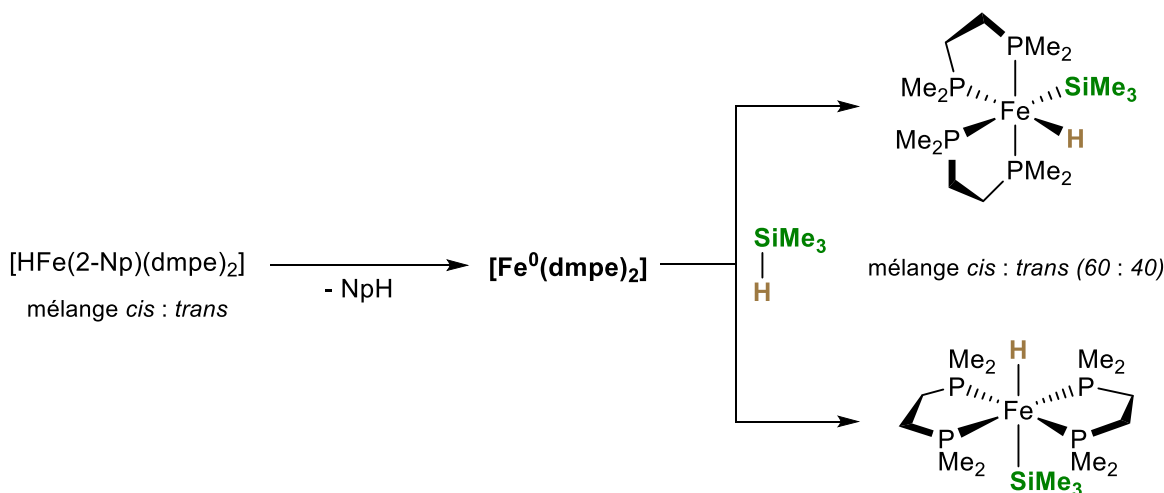 PMe₂
Me₂P
SiMe₃
Fe
H
Me₂P
PMe₂
[HFe(2-Np)(dmpe)₂]
mélange cis : trans
- NpH
[Fe⁰(dmpe)₂]
SiMe₃
H
mélange cis : trans (60 : 40)
H
Me₂ Me₂
P P
Fe
P P
Me₂ Me₂
SiMe₃